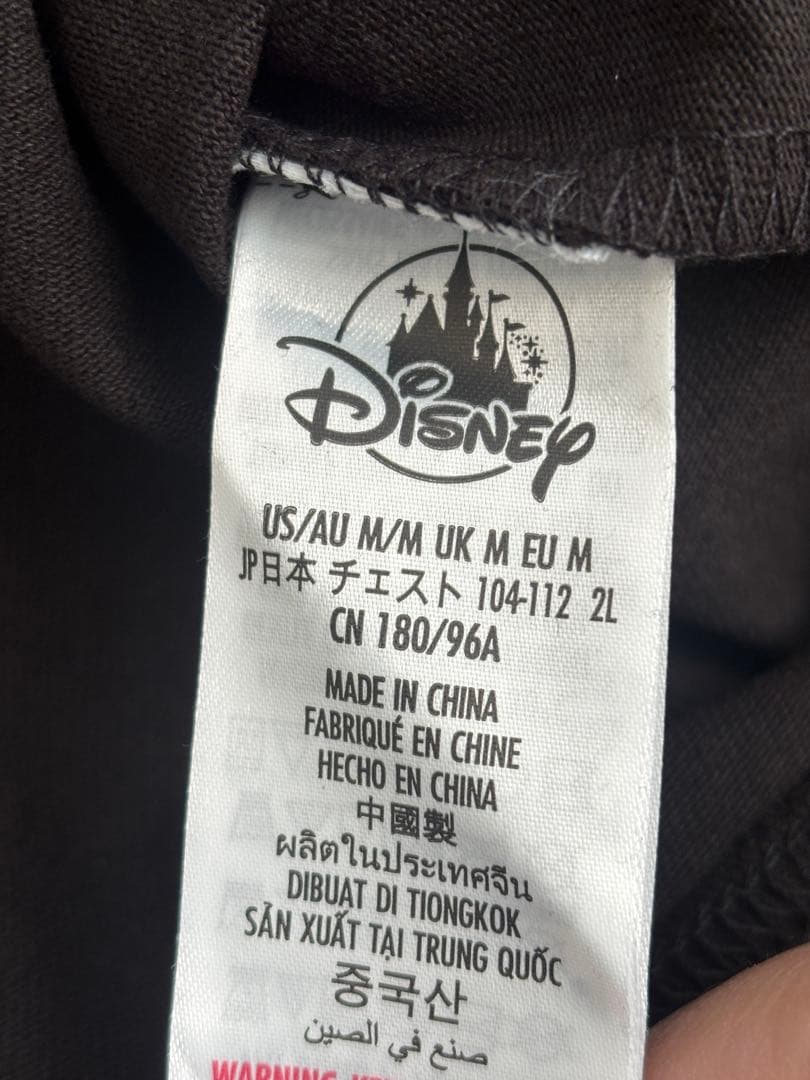 Disney
US/AU M/M UK M EU M
JP日本 チェスト 104-112 2L
CN 180/96A
MADE IN CHINA
FABRIQUÉ EN CHINE
HECHO EN CHINA
中國製
ผลิตในประเทศจีน
DIBUAT DI TIONGKOK
SẢN XUẤT TẠI TRUNG QUỐC
중국산
صنع في الصين
WARNING